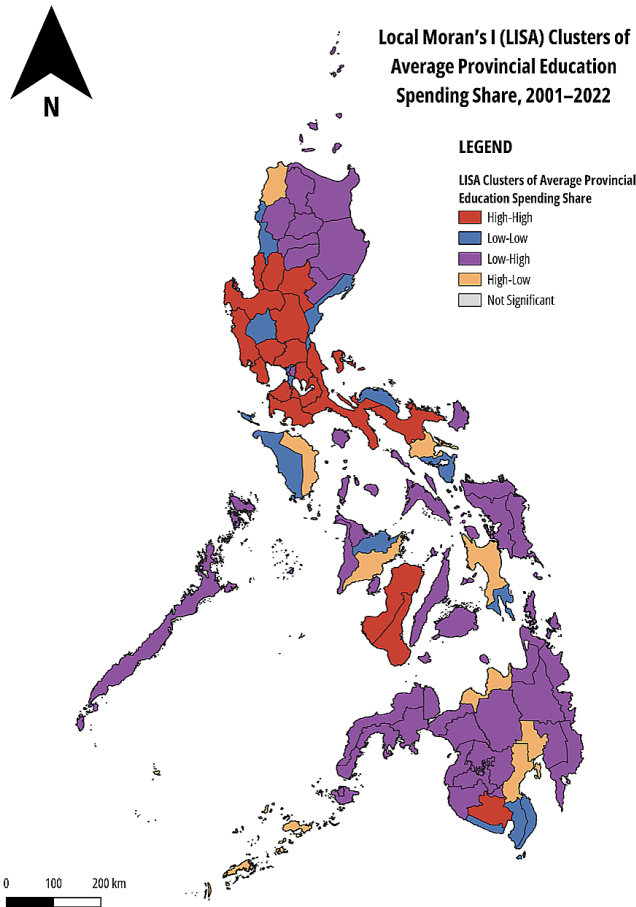 Local Moran’s I (LISA) Clusters of
Average Provincial Education
Spending Share, 2001–2022
N
LEGEND
LISA Clusters of Average Provincial
Education Spending Share
High-High
Low-Low
Low-High
High-Low
Not Significant
0 100 200 km